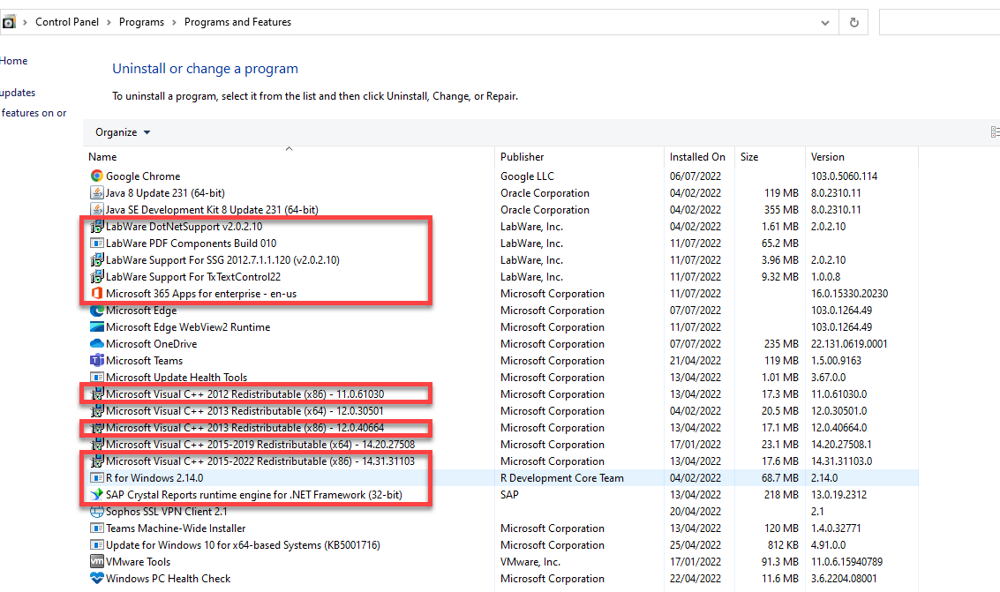 Control Panel > Programs > Programs and Features
Home
updates
features on or
Uninstall or change a program
To uninstall a program, select it from the list and then click Uninstall, Change, or Repair.
Organize
Name Publisher Installed On Size Version
Google Chrome Google LLC 06/07/2022 103.0.5060.114
Java 8 Update 231 (64-bit) Oracle Corporation 04/02/2022 119 MB 8.0.2310.11
Java SE Development Kit 8 Update 231 (64-bit) Oracle Corporation 04/02/2022 355 MB 8.0.2310.11
LabWare DotNetSupport v2.0.2.10 LabWare, Inc. 04/02/2022 1.61 MB 2.0.2.10
LabWare PDF Components Build 010 LabWare, Inc. 11/07/2022 65.2 MB
LabWare Support For SSG 2012.7.1.1.120 (v2.0.2.10) LabWare, Inc. 11/07/2022 3.96 MB 2.0.2.10
LabWare Support For TxTextControl22 LabWare, Inc. 11/07/2022 9.32 MB 1.0.0.8
Microsoft 365 Apps for enterprise - en-us Microsoft Corporation 11/07/2022 16.0.15330.20230
Microsoft Edge Microsoft Corporation 07/07/2022 103.0.1264.49
Microsoft Edge WebView2 Runtime Microsoft Corporation 11/07/2022 103.0.1264.49
Microsoft OneDrive Microsoft Corporation 07/07/2022 235 MB 22.131.0619.0001
Microsoft Teams Microsoft Corporation 21/04/2022 119 MB 1.5.00.9163
Microsoft Update Health Tools Microsoft Corporation 13/04/2022 1.01 MB 3.67.0.0
Microsoft Visual C++ 2012 Redistributable (x86) - 11.0.61030 Microsoft Corporation 13/04/2022 17.3 MB 11.0.61030.0
Microsoft Visual C++ 2013 Redistributable (x64) - 12.0.30501 Microsoft Corporation 04/02/2022 20.5 MB 12.0.30501.0
Microsoft Visual C++ 2013 Redistributable (x86) - 12.0.40664 Microsoft Corporation 13/04/2022 17.1 MB 12.0.40664.0
Microsoft Visual C++ 2015-2019 Redistributable (x64) - 14.20.27508 Microsoft Corporation 17/01/2022 23.1 MB 14.20.27508.1
Microsoft Visual C++ 2015-2022 Redistributable (x86) - 14.31.31103 Microsoft Corporation 13/04/2022 17.6 MB 14.31.31103.0
R for Windows 2.14.0 R Development Core Team 04/02/2022 68.7 MB 2.14.0
SAP Crystal Reports runtime engine for .NET Framework (32-bit) SAP 13/04/2022 218 MB 13.0.19.2312
Sophos SSL VPN Client 2.1 20/04/2022 2.1
Teams Machine-Wide Installer Microsoft Corporation 13/04/2022 120 MB 1.4.0.32771
Update for Windows 10 for x64-based Systems (KB5001716) Microsoft Corporation 25/04/2022 812 KB 4.91.0.0
VMware Tools VMware, Inc. 17/01/2022 91.3 MB 11.0.6.15940789
Windows PC Health Check Microsoft Corporation 22/04/2022 11.6 MB 3.6.2204.08001